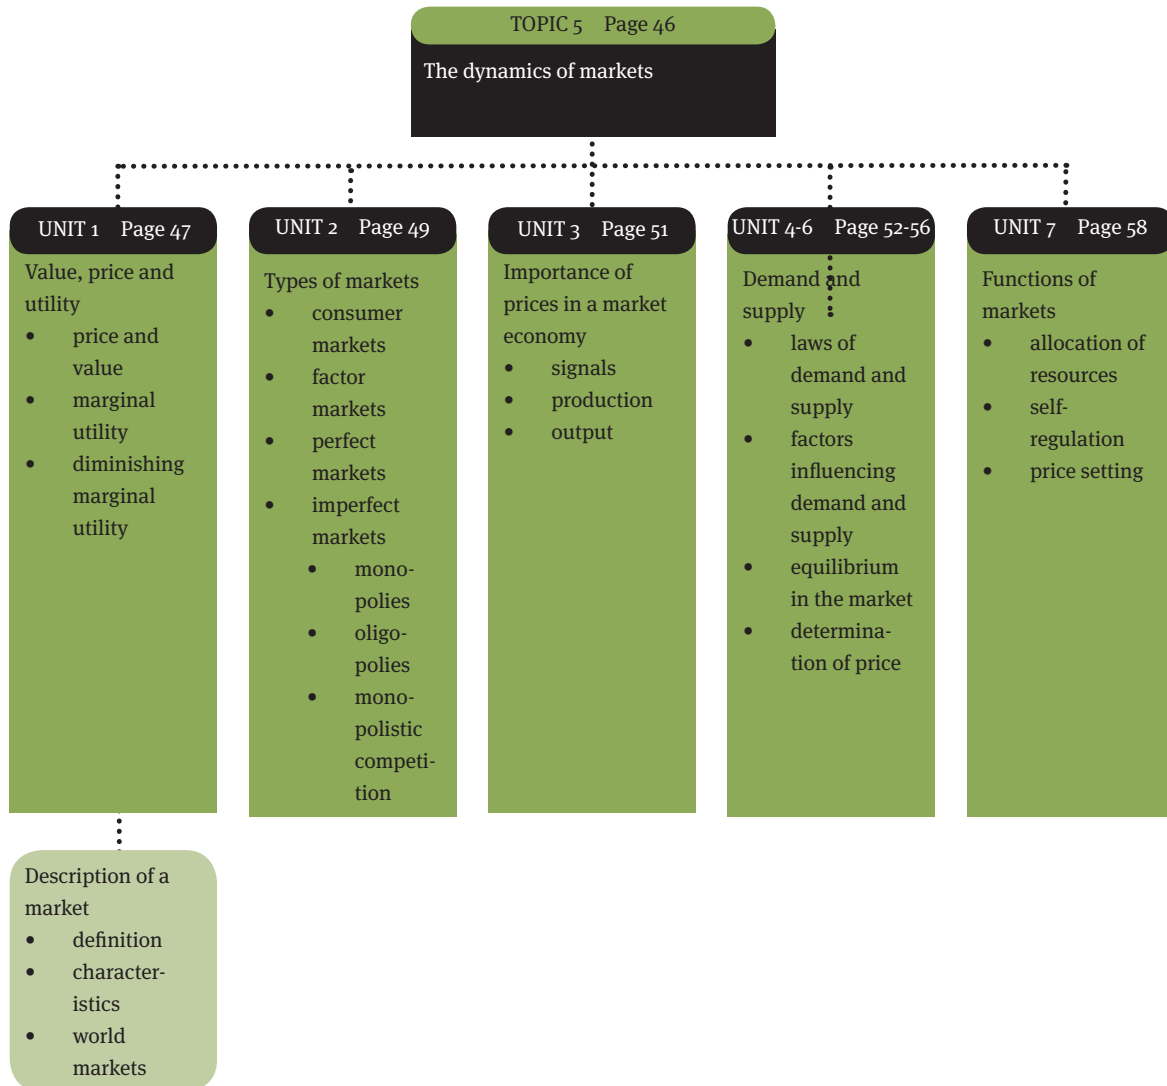 TOPIC 5 Page 46
The dynamics of markets
UNIT 1 Page 47
Value, price and
utility
• price and
value
• marginal
utility
• diminishing
marginal
utility
Description of a
market
• definition
• character-
istics
• world
markets
UNIT 2 Page 49
Types of markets
• consumer
markets
• factor
markets
• perfect
markets
• imperfect
markets
• mono-
polies
• oligo-
polies
• mono-
polistic
competi-
tion
UNIT 3 Page 51
Importance of
prices in a market
economy
• signals
• production
• output
UNIT 4-6 Page 52-56
Demand and
supply
• laws of
demand and
supply
• factors
influencing
demand and
supply
• equilibrium
in the market
• determina-
tion of price
UNIT 7 Page 58
Functions of
markets
• allocation of
resources
• self-
regulation
• price setting